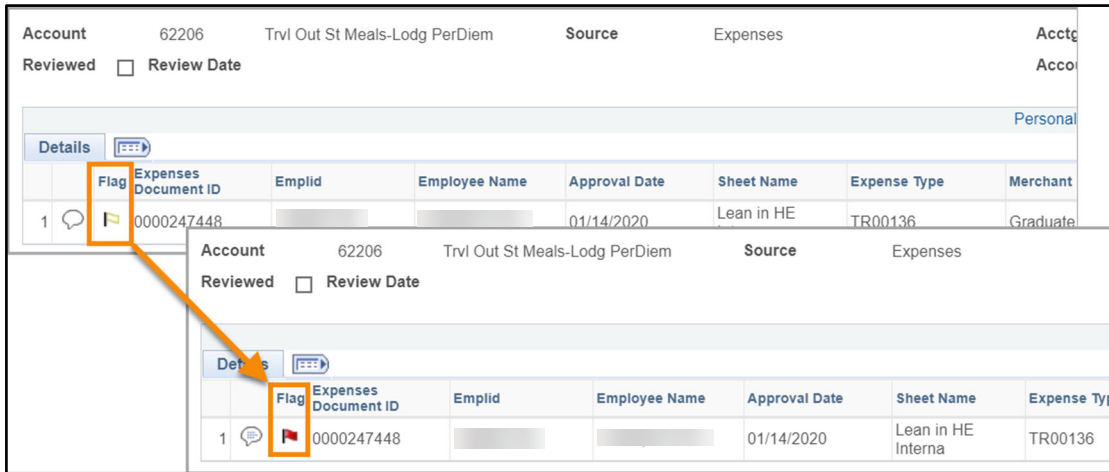 Account 62206 Trvl Out St Meals-Lodg PerDiem Source Expenses Acctg
Reviewed Review Date Accou
Personal
Details
Flag Expenses Document ID Emplid Employee Name Approval Date Sheet Name Expense Type Merchant
1 0000247448 01/14/2020 Lean in HE TR00136 Graduate
Account 62206 Trvl Out St Meals-Lodg PerDiem Source Expenses
Reviewed Review Date
Details
Flag Expenses Document ID Emplid Employee Name Approval Date Sheet Name Expense Typ
1 0000247448 01/14/2020 Lean in HE Interna TR00136